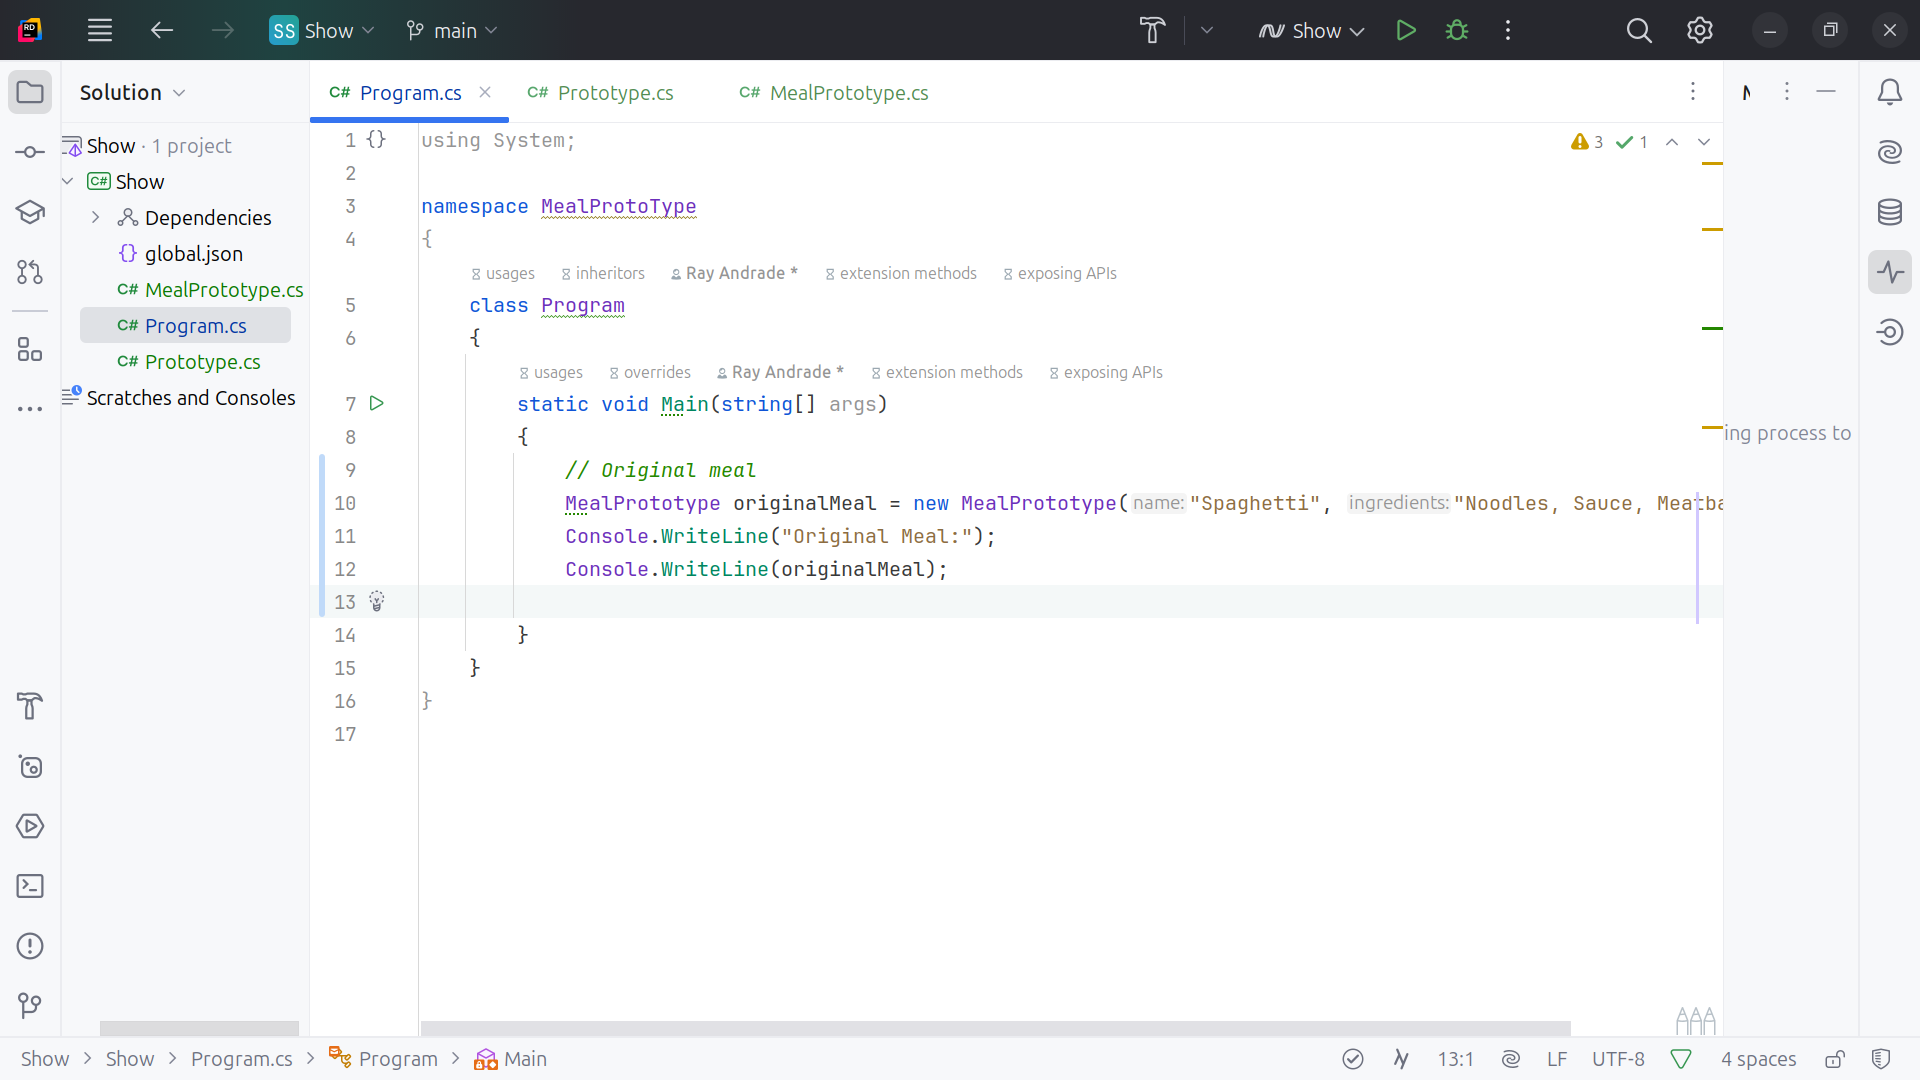 SS Show main Show
Solution
Program.cs Prototype.cs MealPrototype.cs
Show · 1 project
Show
Dependencies
global.json
MealPrototype.cs
Program.cs
Prototype.cs
Scratches and Consoles
1 using System;
3 1
2
3 namespace MealProtoType
4 {
usages inheritors Ray Andrade * extension methods exposing APIs
5 class Program
6 {
usages overrides Ray Andrade * extension methods exposing APIs
7 static void Main(string[] args)
8 {
9 // Original meal
10 MealPrototype originalMeal = new MealPrototype( name: "Spaghetti", ingredients: "Noodles, Sauce, Meatba
11 Console.WriteLine("Original Meal:");
12 Console.WriteLine(originalMeal);
13
14 }
15 }
16 }
17
ing process to
Show Show Program.cs Program Main
13:1 LF UTF-8 4 spaces